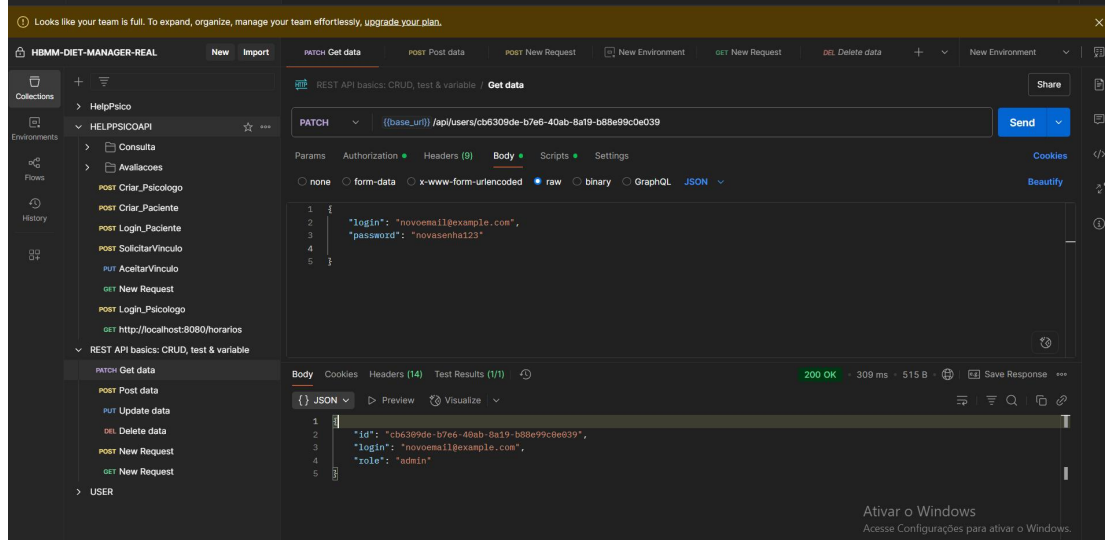 Looks like your team is full. To expand, organize, manage your team effortlessly, upgrade your plan.
HBMM-DIET-MANAGER-REAL New Import PATCH Get data POST Post data POST New Request New Environment GET New Request DEL Delete data New Environment
Collections
Environments
Flows
History
HelpPsico
HELPPSICOAPI
Consulta
Avaliacoes
POST Criar_Psicologo
POST Criar_Paciente
POST Login_Paciente
POST SolicitarVinculo
PUT AceitarVinculo
GET New Request
POST Login_Psicologo
GET http://localhost:8080/horarios
REST API basics: CRUD, test & variable
PATCH Get data
POST Post data
PUT Update data
DEL Delete data
POST New Request
GET New Request
USER
HTTP REST API basics: CRUD, test & variable / Get data Share
PATCH {{base_url}} /api/users/cb6309de-b7e6-40ab-8a19-b88e99c0e039 Send
Params Authorization Headers (9) Body Scripts Settings Cookies
none form-data x-www-form-urlencoded raw binary GraphQL JSON Beautify
1 {
2 "login": "novoemail@example.com",
3 "password": "novasenha123"
4
5 }
Body Cookies Headers (14) Test Results (1/1) 200 OK 309 ms 515 B Save Response
{} JSON Preview Visualize
1 {
2 "id": "cb6309de-b7e6-40ab-8a19-b88e99c0e039",
3 "login": "novoemail@example.com",
4 "role": "admin"
5 }
Ativar o Windows
Acesse Configurações para ativar o Windows.